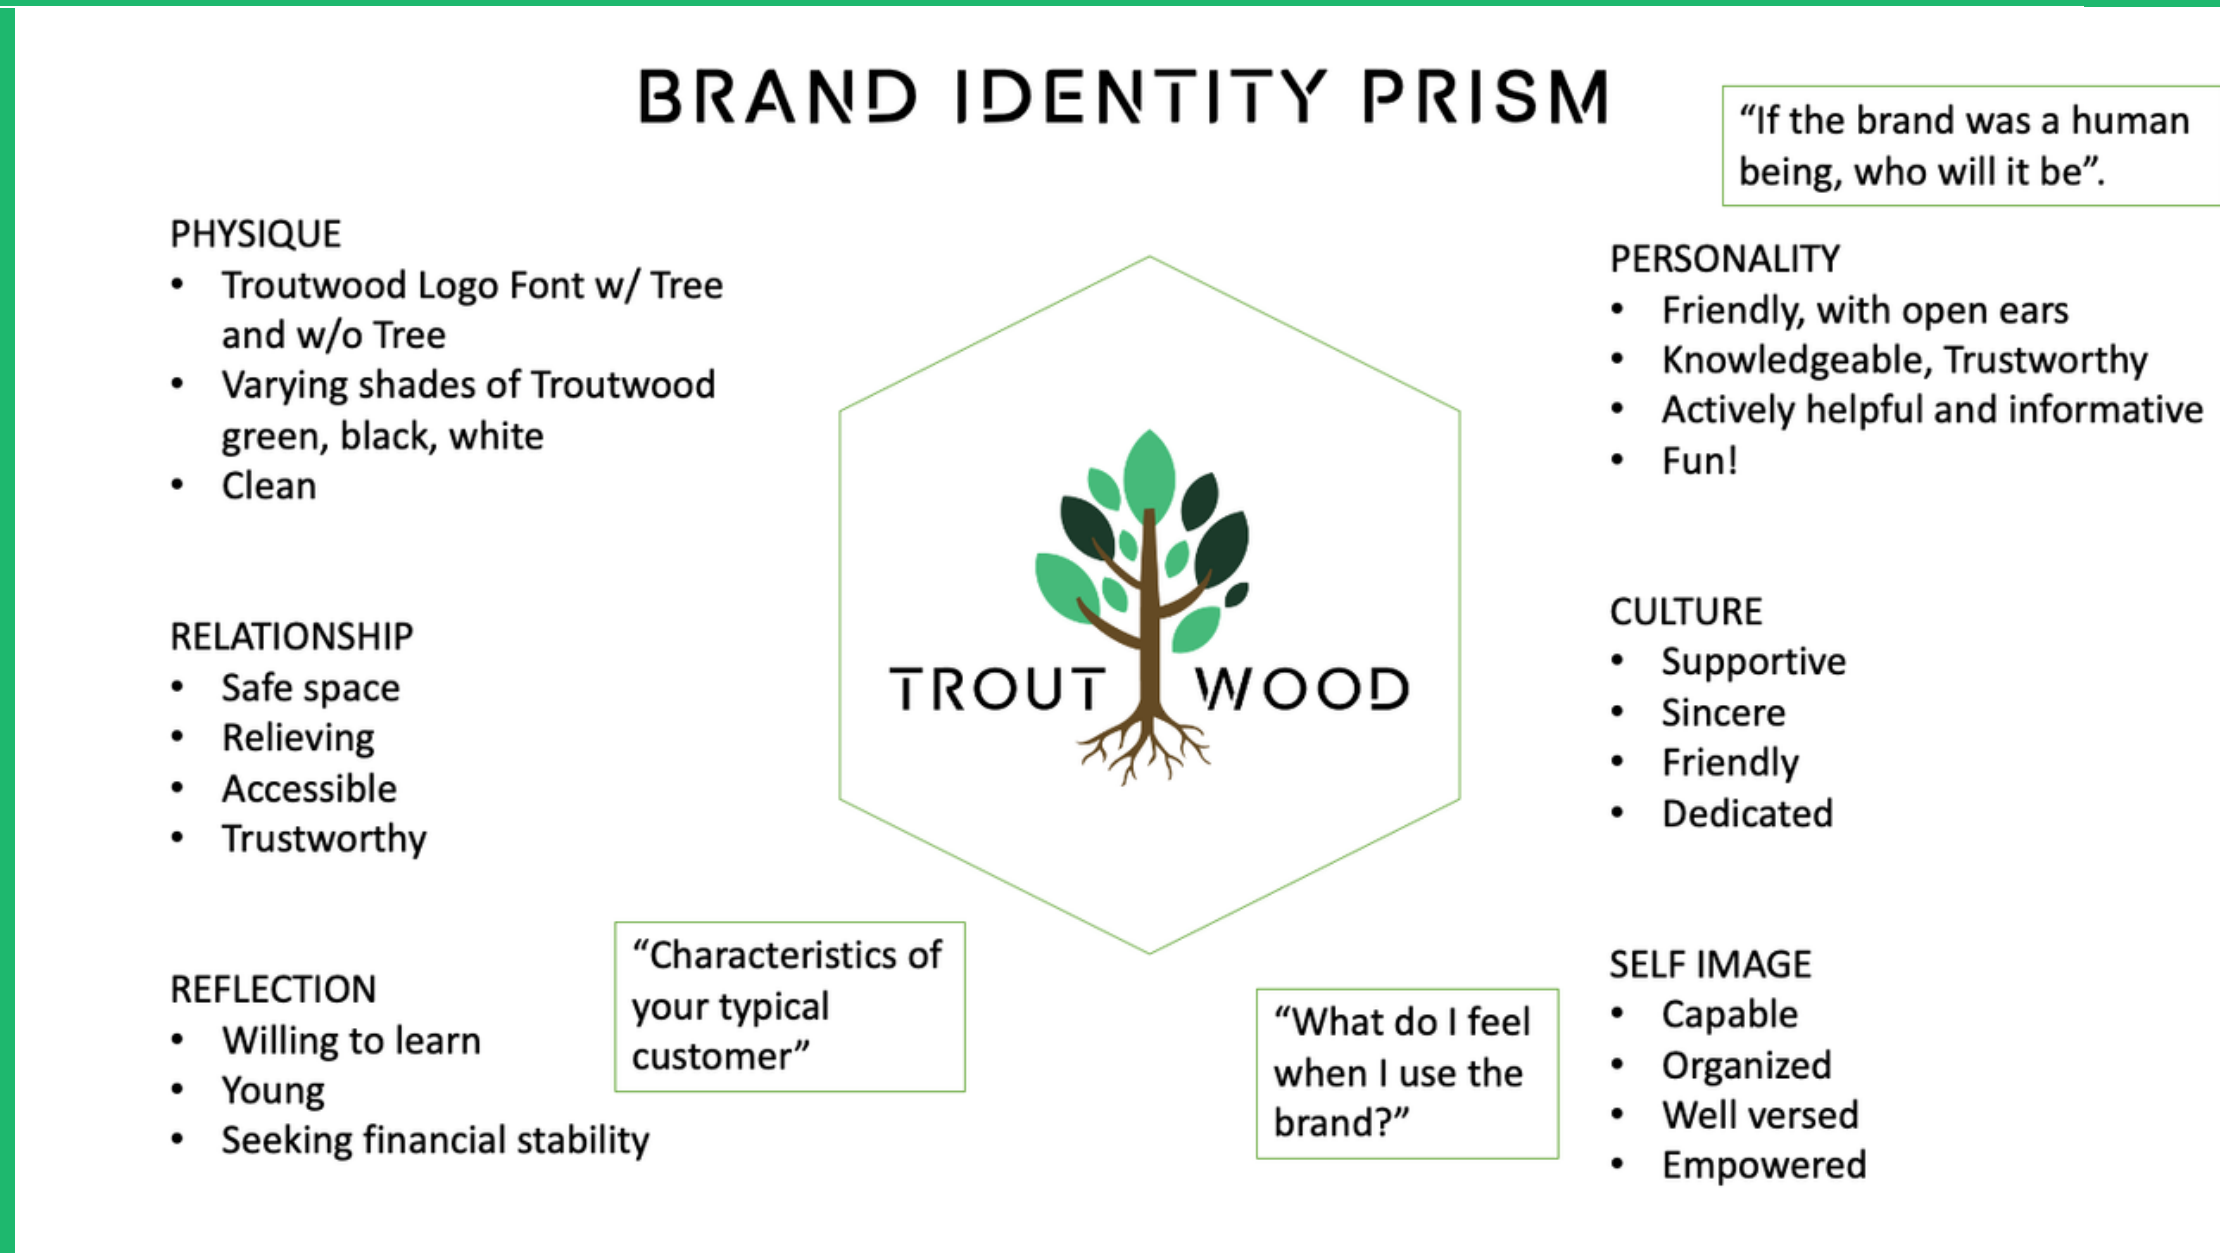 BRAND IDENTITY PRISM
“If the brand was a human
being, who will it be”.
PHYSIQUE
• Troutwood Logo Font w/ Tree
and w/o Tree
• Varying shades of Troutwood
green, black, white
• Clean
PERSONALITY
• Friendly, with open ears
• Knowledgeable, Trustworthy
• Actively helpful and informative
• Fun!
TROUT WOOD
RELATIONSHIP
• Safe space
• Relieving
• Accessible
• Trustworthy
CULTURE
• Supportive
• Sincere
• Friendly
• Dedicated
REFLECTION
• Willing to learn
• Young
• Seeking financial stability
“Characteristics of
your typical
customer”
“What do I feel
when I use the
brand?”
SELF IMAGE
• Capable
• Organized
• Well versed
• Empowered